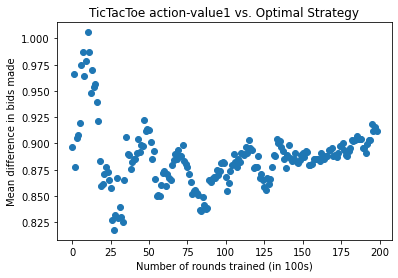 TicTacToe action-value1 vs. Optimal Strategy
1.000
0.975
0.950
0.925
0.900
0.875
0.850
0.825
Mean difference in bids made
0 25 50 75 100 125 150 175 200
Number of rounds trained (in 100s)